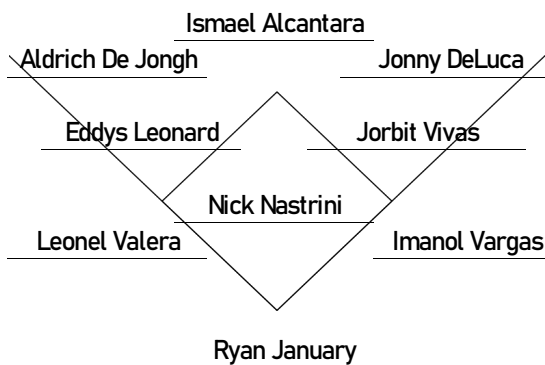 Ismael Alcantara
Aldrich De Jongh
Jonny DeLuca
Eddys Leonard
Jorbit Vivas
Nick Nastrini
Leonel Valera
Imanol Vargas
Ryan January